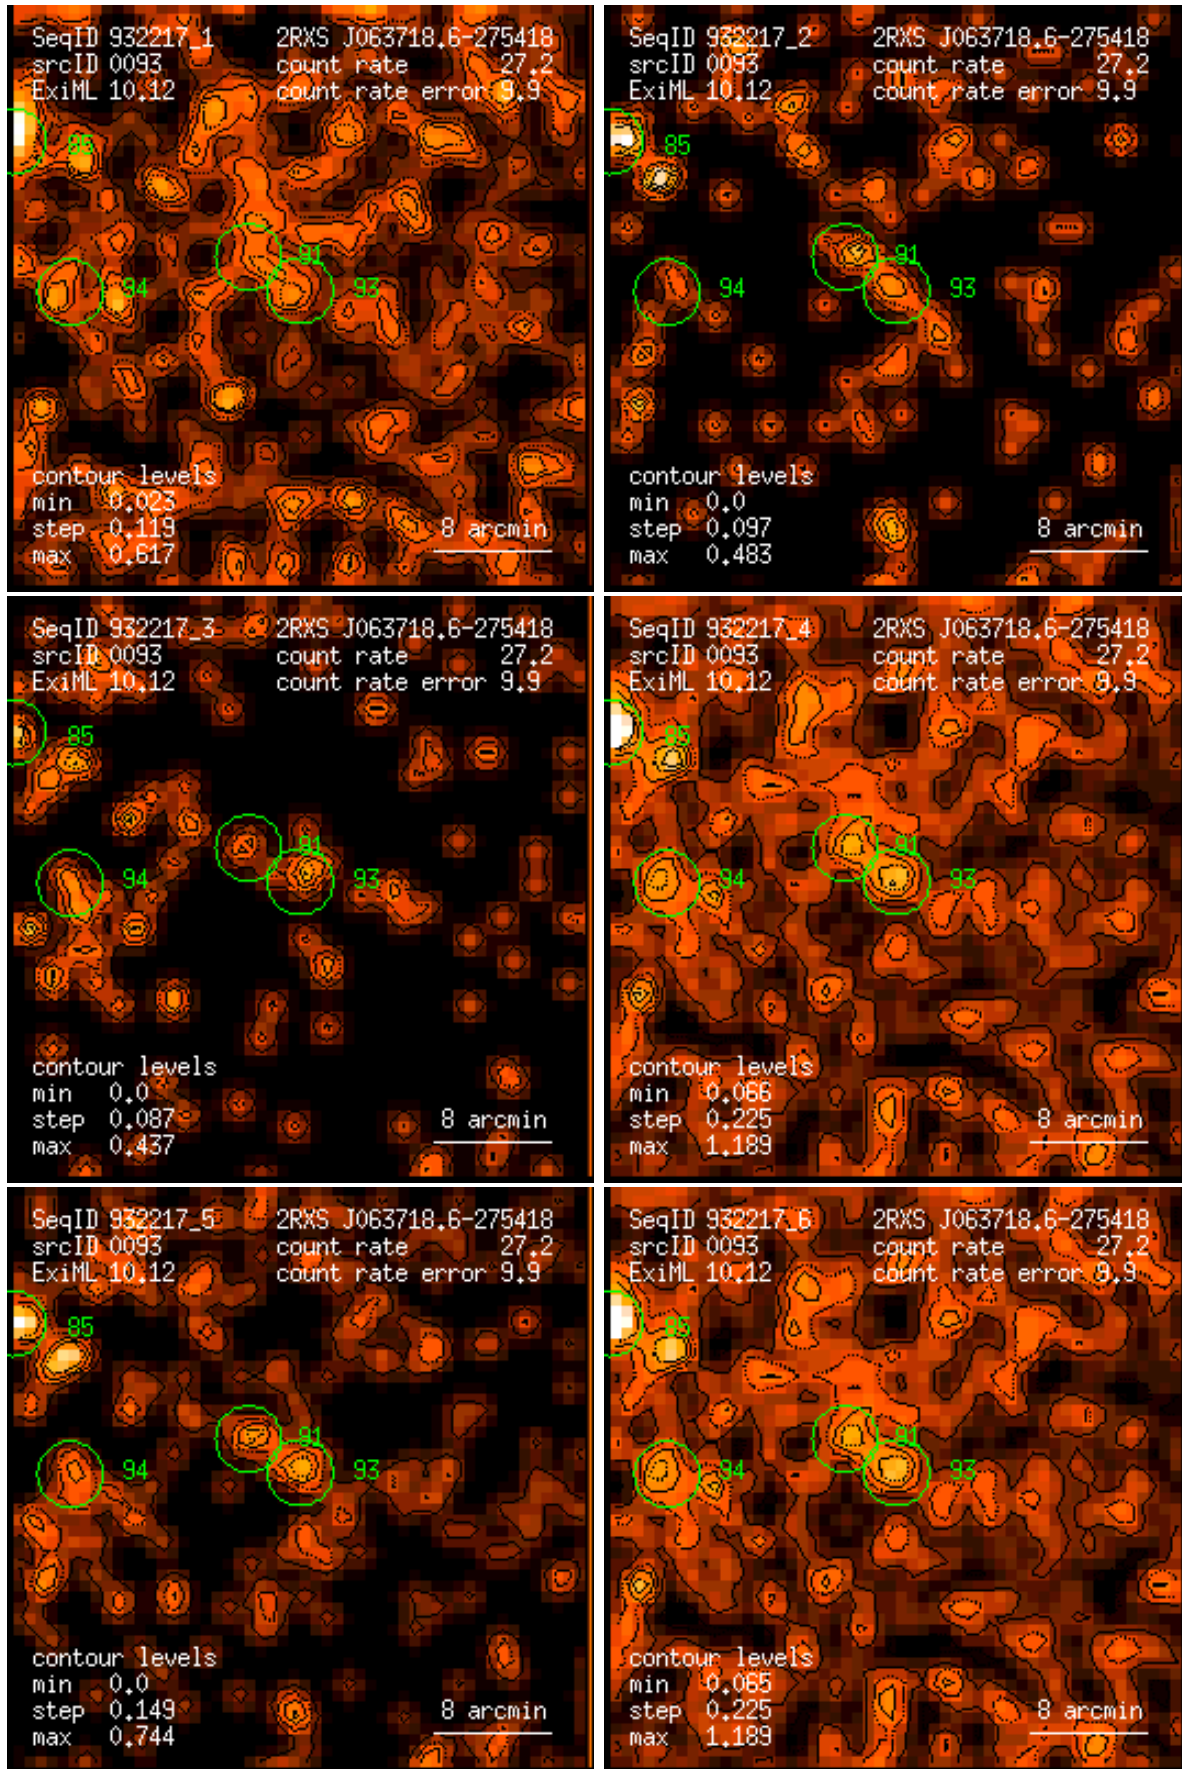 SeqID 932217_1 2RXS J063718.6-275418
srcID 0093 count rate 27.2
ExiML 10.12 count rate error 9.9
85
91
94 93
contour levels
min 0.023
step 0.119 8 arcmin
max 0.617
SeqID 932217_2 2RXS J063718.6-275418
srcID 0093 count rate 27.2
ExiML 10.12 count rate error 9.9
85
91
94 93
contour levels
min 0.0
step 0.097 8 arcmin
max 0.483
SeqID 932217_3 2RXS J063718.6-275418
srcID 0093 count rate 27.2
ExiML 10.12 count rate error 9.9
85
91
94 93
contour levels
min 0.0
step 0.087 8 arcmin
max 0.437
SeqID 932217_4 2RXS J063718.6-275418
srcID 0093 count rate 27.2
ExiML 10.12 count rate error 9.9
85
91
94 93
contour levels
min 0.066
step 0.225 8 arcmin
max 1.189
SeqID 932217_5 2RXS J063718.6-275418
srcID 0093 count rate 27.2
ExiML 10.12 count rate error 9.9
85
91
94 93
contour levels
min 0.0
step 0.149 8 arcmin
max 0.744
SeqID 932217_6 2RXS J063718.6-275418
srcID 0093 count rate 27.2
ExiML 10.12 count rate error 9.9
85
91
94 93
contour levels
min 0.065
step 0.225 8 arcmin
max 1.189